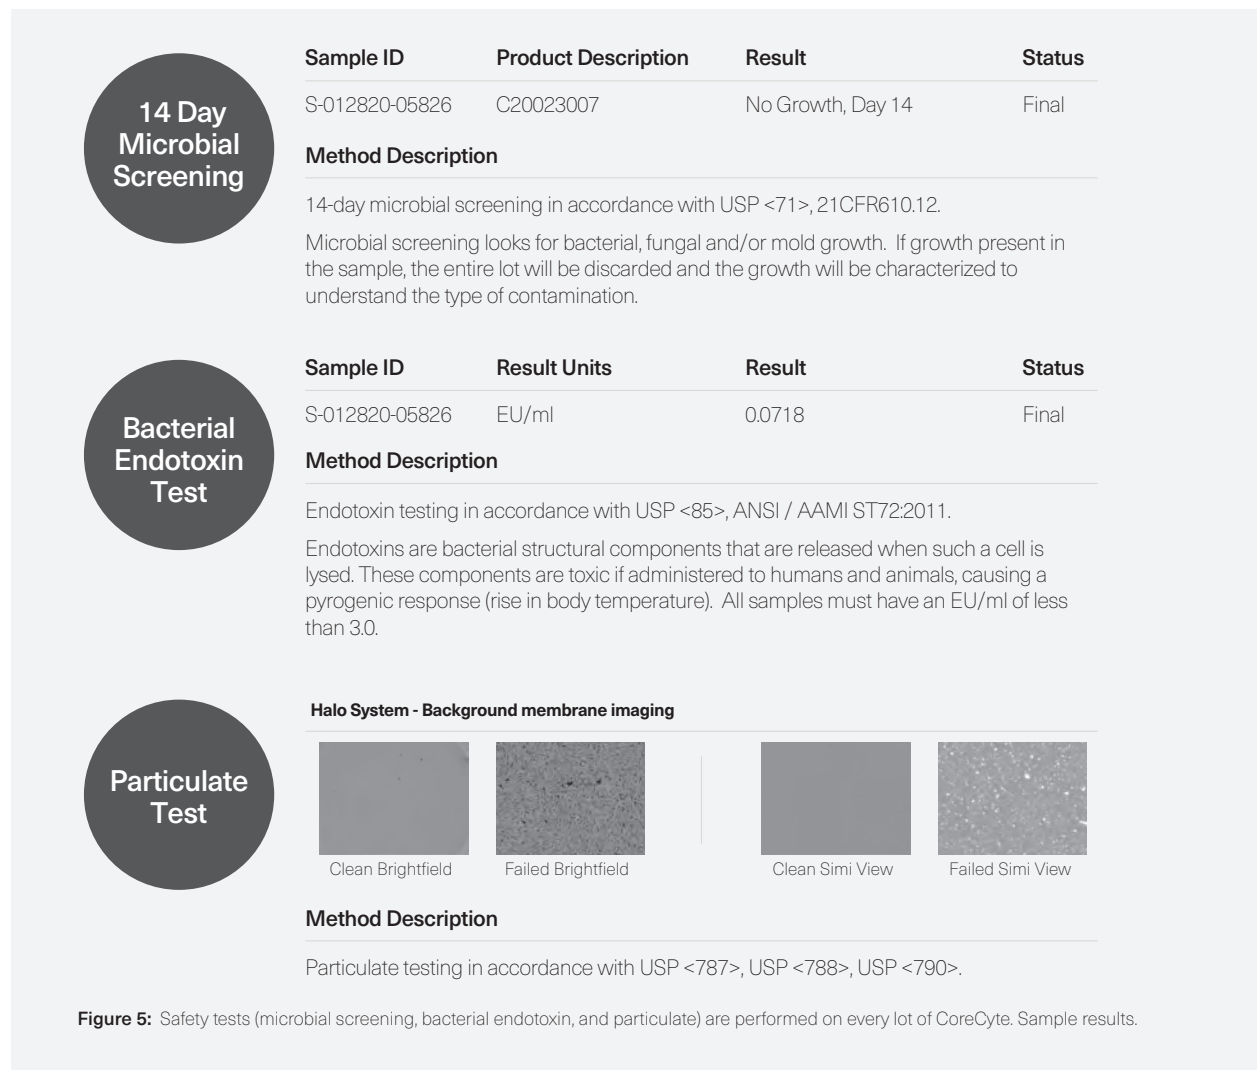 14 Day
Microbial
Screening
Sample ID Product Description Result Status
S-012820-05826 C20023007 No Growth, Day 14 Final
Method Description
14-day microbial screening in accordance with USP <71>, 21CFR610.12.
Microbial screening looks for bacterial, fungal and/or mold growth. If growth present in
the sample, the entire lot will be discarded and the growth will be characterized to
understand the type of contamination.
Bacterial
Endotoxin
Test
Sample ID Result Units Result Status
S-012820-05826 EU/ml 0.0718 Final
Method Description
Endotoxin testing in accordance with USP <85>, ANSI / AAMI ST72:2011.
Endotoxins are bacterial structural components that are released when such a cell is
lysed. These components are toxic if administered to humans and animals, causing a
pyrogenic response (rise in body temperature). All samples must have an EU/ml of less
than 3.0.
Particulate
Test
Halo System - Background membrane imaging
Clean Brightfield Failed Brightfield Clean Simi View Failed Simi View
Method Description
Particulate testing in accordance with USP <787>, USP <788>, USP <790>.
Figure 5: Safety tests (microbial screening, bacterial endotoxin, and particulate) are performed on every lot of CoreCyte. Sample results.